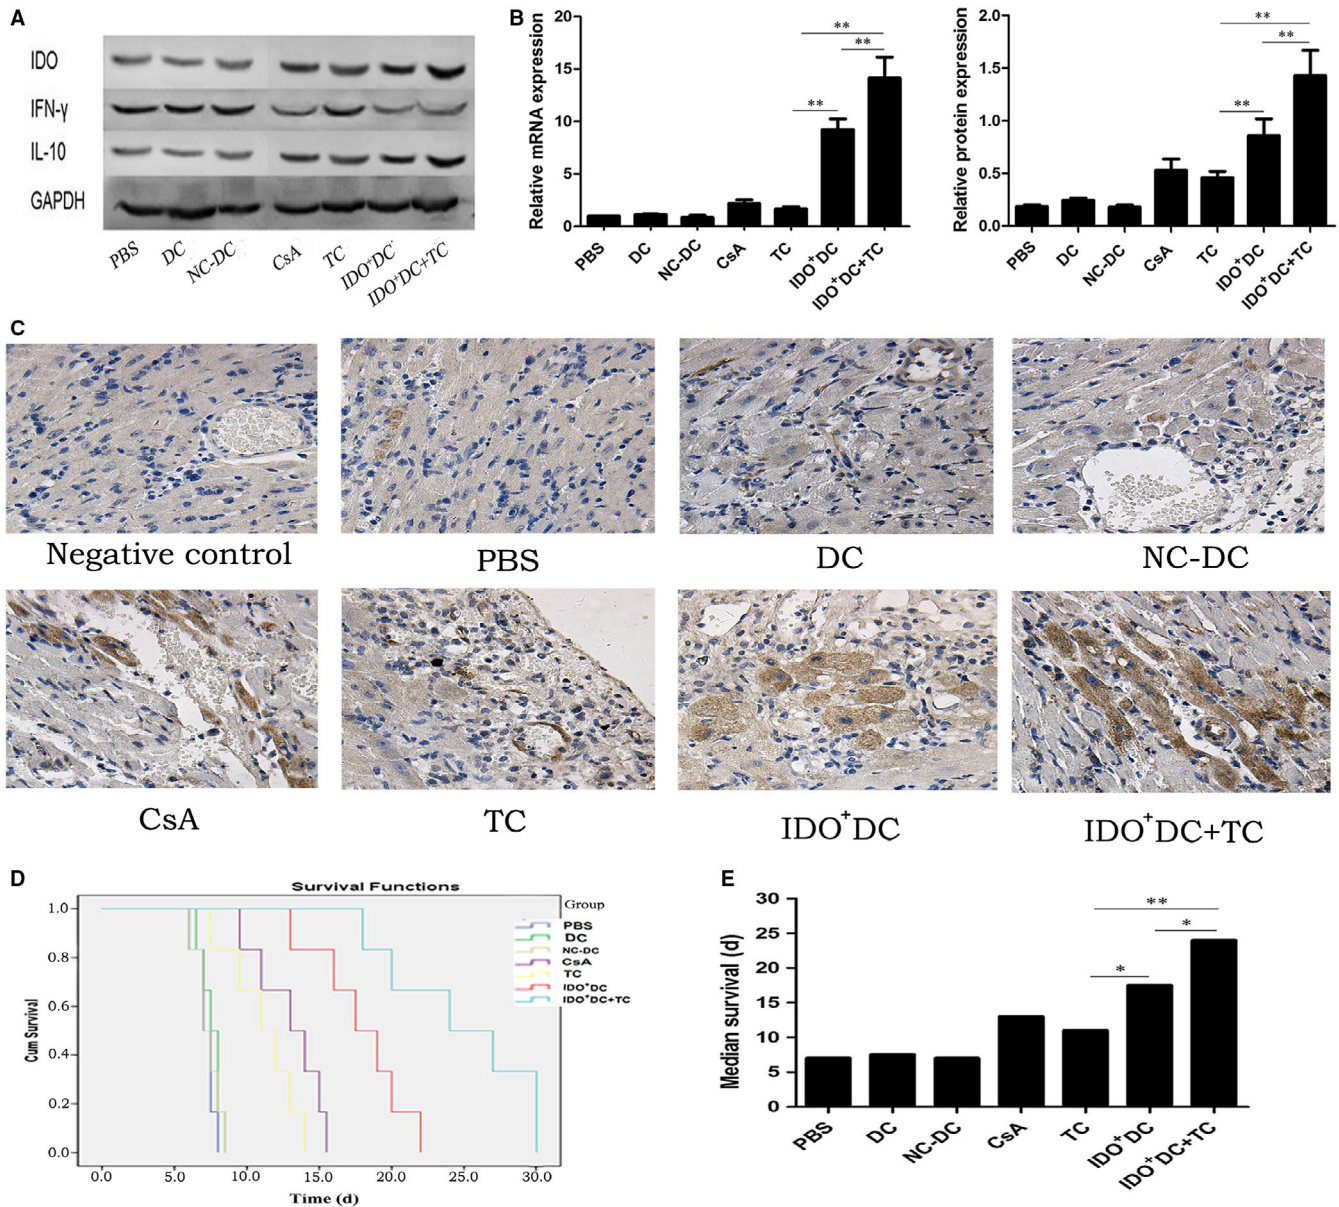 A
IDO
IFN-γ
IL-10
GAPDH
PBS
DC
NC-DC
CsA
TC
IDO⁺DC
IDO⁺DC+TC
B
Relative mRNA expression
20
15
10
5
0
**
**
**
PBS
DC
NC-DC
CsA
TC
IDO⁺DC
IDO⁺DC+TC
Relative protein expression
2.0
1.5
1.0
0.5
0.0
**
**
**
PBS
DC
NC-DC
CsA
TC
IDO⁺DC
IDO⁺DC+TC
C
Negative control
PBS
DC
NC-DC
CsA
TC
IDO⁺DC
IDO⁺DC+TC
D
Survival Functions
Cum Survival
1.0
0.8
0.6
0.4
0.2
0.0
0.0
5.0
10.0
15.0
20.0
25.0
30.0
Time (d)
Group
PBS
DC
NC-DC
CsA
TC
IDO⁺DC
IDO⁺DC+TC
E
Median survival (d)
30
25
20
15
10
5
0
**
*
*
PBS
DC
NC-DC
CsA
TC
IDO⁺DC
IDO⁺DC+TC